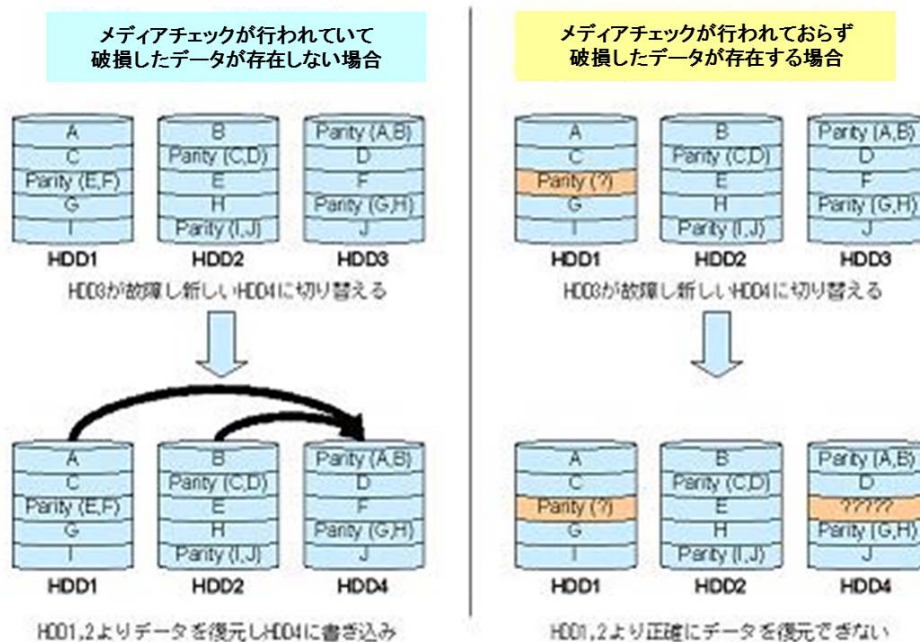 メディアチェックが行われていて
破損したデータが存在しない場合
A
C
Parity (E,F)
G
I
HDD1
B
Parity (C,D)
E
H
Parity (I,J)
HDD2
Parity (A,B)
D
F
Parity (G,H)
J
HDD3
HDD3が故障し新しいHDD4に切り替える
A
C
Parity (E,F)
G
I
HDD1
B
Parity (C,D)
E
H
Parity (I,J)
HDD2
Parity (A,B)
D
F
Parity (G,H)
J
HDD4
HDD1,2よりデータを復元しHDD4に書き込み
メディアチェックが行われておらず
破損したデータが存在する場合
A
C
Parity (?)
G
I
HDD1
B
Parity (C,D)
E
H
Parity (I,J)
HDD2
Parity (A,B)
D
F
Parity (G,H)
J
HDD3
HDD3が故障し新しいHDD4に切り替える
A
C
Parity (?)
G
I
HDD1
B
Parity (C,D)
E
H
Parity (I,J)
HDD2
Parity (A,B)
D
?????
Parity (G,H)
J
HDD4
HDD1,2より正確にデータを復元できない